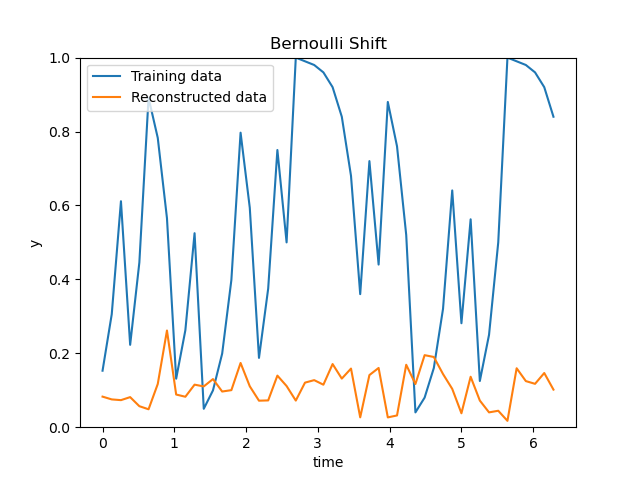 Bernoulli Shift
Training data
Reconstructed data
y
1.0
0.8
0.6
0.4
0.2
0.0
0 1 2 3 4 5 6
time